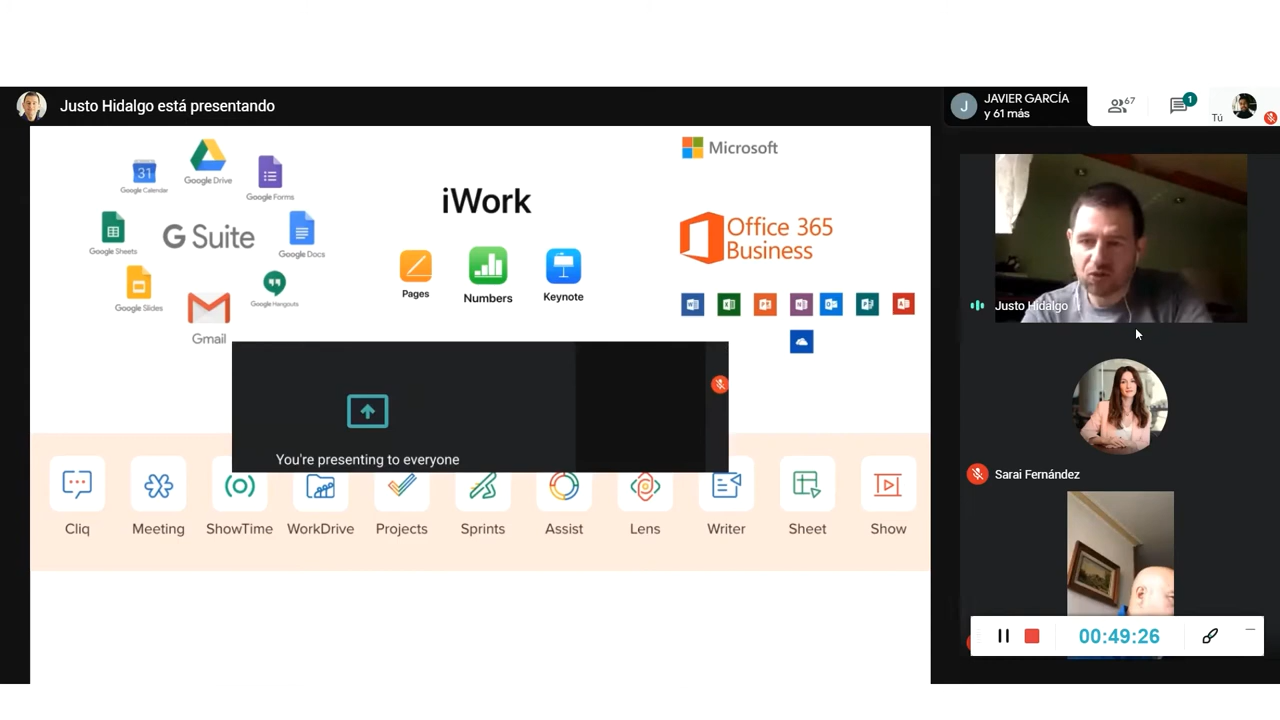 Justo Hidalgo está presentando
J
JAVIER GARCÍA
y 61 más
67
1
Tú
31
Google Calendar
Google Drive
Google Forms
Google Sheets
G Suite
Google Docs
Google Slides
Gmail
Google Hangouts
iWork
Pages
Numbers
Keynote
Microsoft
Office 365
Business
You're presenting to everyone
Cliq
Meeting
ShowTime
WorkDrive
Projects
Sprints
Assist
Lens
Writer
Sheet
Show
Justo Hidalgo
Sarai Fernández
00:49:26